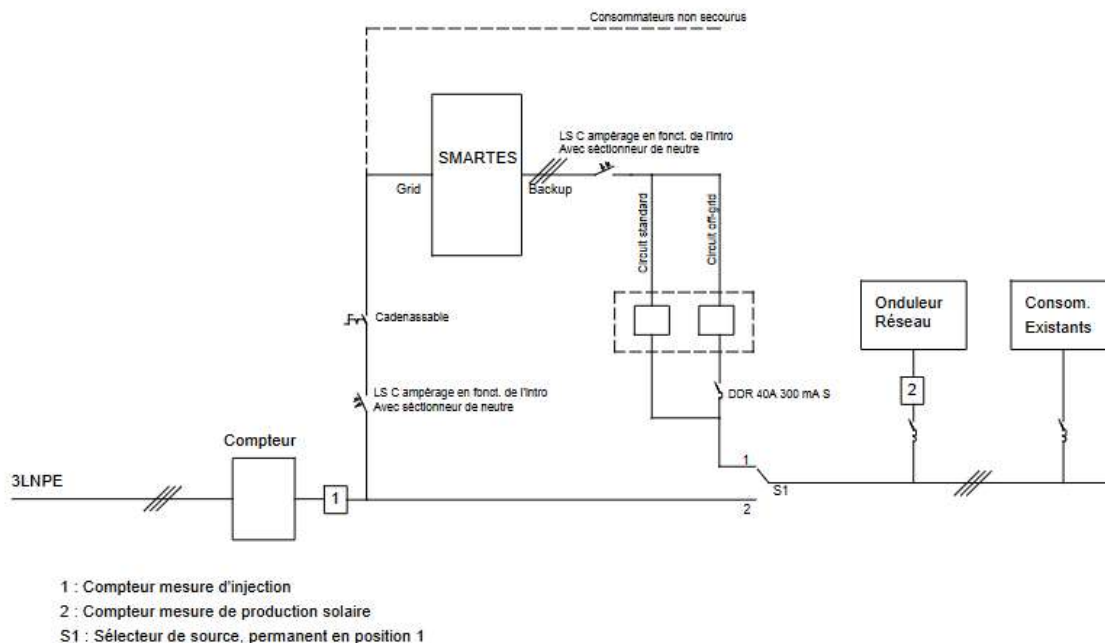 Consommateurs non secourus
LS C ampérage en fonct. de l'Intro
Avec séctionneur de neutre
SMARTES
Grid
Backup
Circuit standard
Circuit off-grid
Onduleur
Réseau
Consom.
Existants
Cadenassable
2
LS C ampérage en fonct. de l'Intro
Avec séctionneur de neutre
DDR 40A 300 mA S
Compteur
3LNPE
1
1
S1
2
1 : Compteur mesure d'injection
2 : Compteur mesure de production solaire
S1 : Sélecteur de source, permanent en position 1